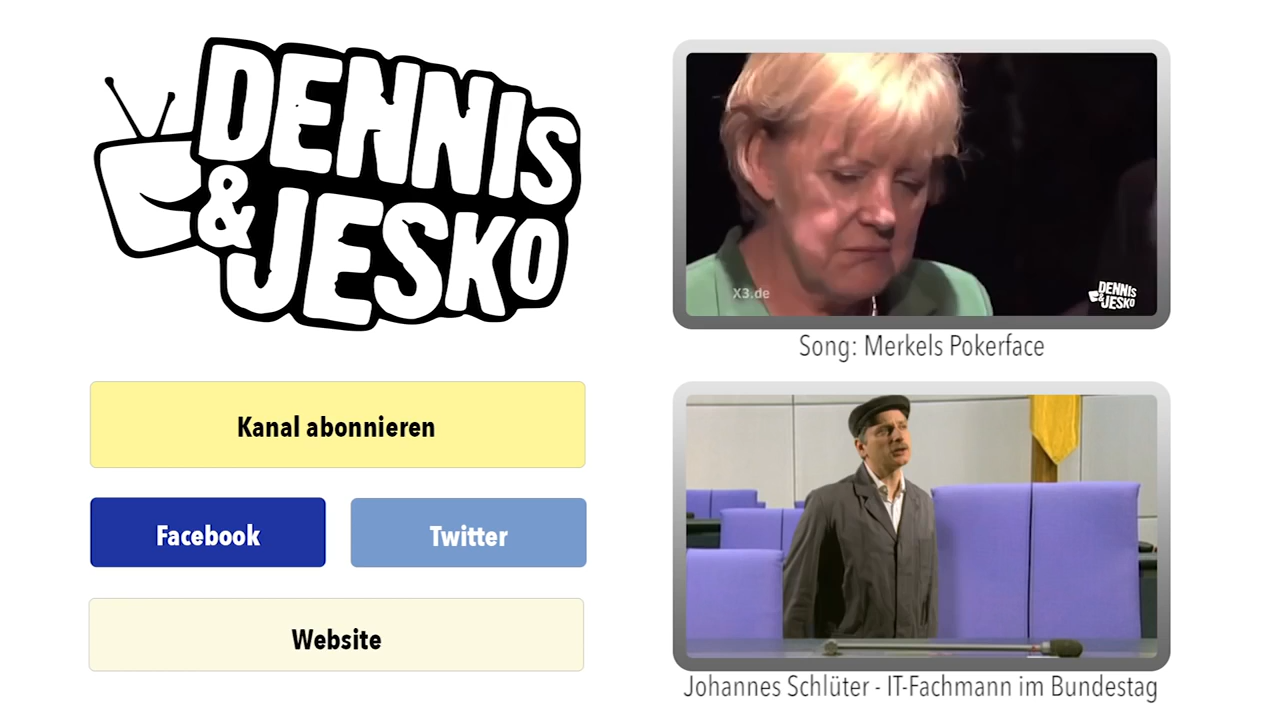 DENNIS
& JESKO
Kanal abonnieren
Facebook
Twitter
Website
X3.de
DENNIS
& JESKO
Song: Merkels Pokerface
Johannes Schlüter - IT-Fachmann im Bundestag